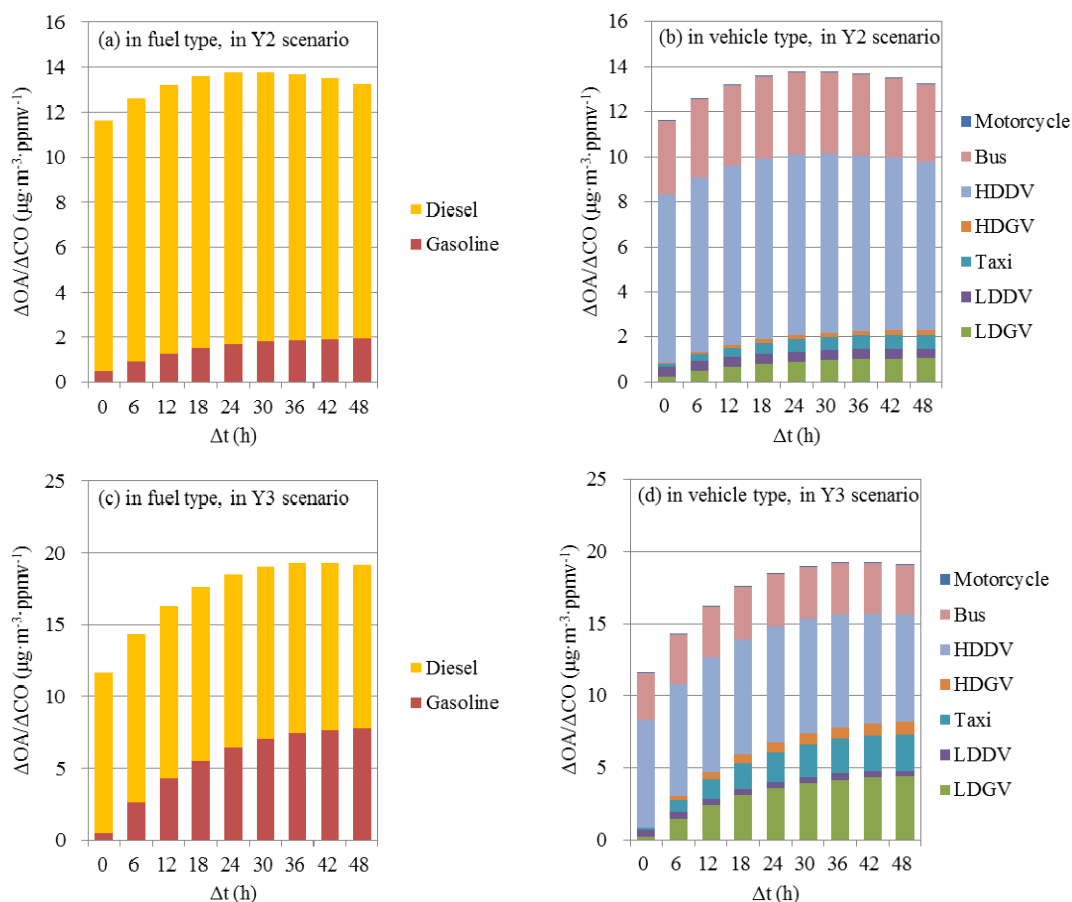 (a) in fuel type, in Y2 scenario
ΔOA/ΔCO (μg·m⁻³·ppmv⁻¹)
16
14
12
10
8
6
4
2
0
0 6 12 18 24 30 36 42 48
Δt (h)
Diesel
Gasoline
(b) in vehicle type, in Y2 scenario
ΔOA/ΔCO (μg·m⁻³·ppmv⁻¹)
16
14
12
10
8
6
4
2
0
0 6 12 18 24 30 36 42 48
Δt (h)
Motorcycle
Bus
HDDV
HDGV
Taxi
LDDV
LDGV
(c) in fuel type, in Y3 scenario
ΔOA/ΔCO (μg·m⁻³·ppmv⁻¹)
25
20
15
10
5
0
0 6 12 18 24 30 36 42 48
Δt (h)
Diesel
Gasoline
(d) in vehicle type, in Y3 scenario
ΔOA/ΔCO (μg·m⁻³·ppmv⁻¹)
25
20
15
10
5
0
0 6 12 18 24 30 36 42 48
Δt (h)
Motorcycle
Bus
HDDV
HDGV
Taxi
LDDV
LDGV